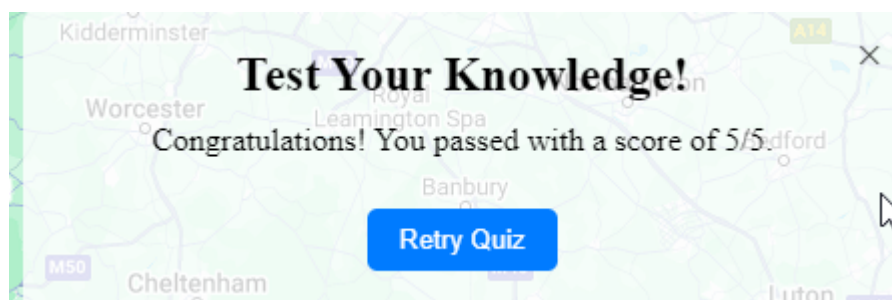 Kidderminster
A14
Test Your Knowledge!
Royal
Worcester
Leamington Spa
Congratulations! You passed with a score of 5/5.
Banbury
Retry Quiz
M50
Cheltenham
Luton